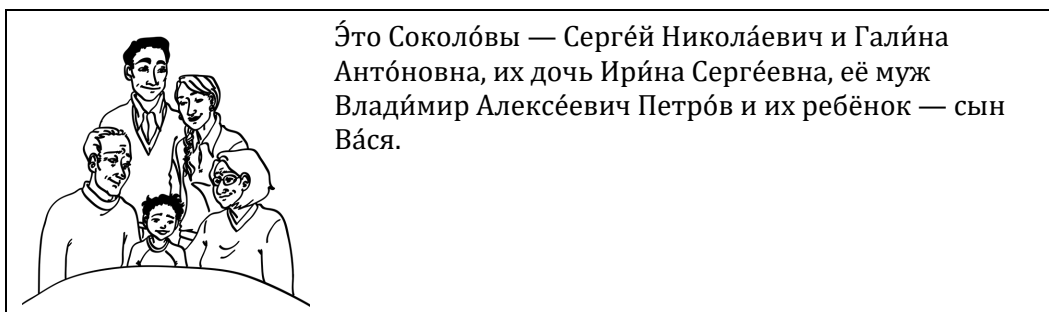 Э́то Соколо́вы — Серге́й Никола́евич и Гали́на
Анто́новна, их дочь Ири́на Серге́евна, её муж
Влади́мир Алексе́евич Петро́в и их ребёнок — сын
Ва́ся.